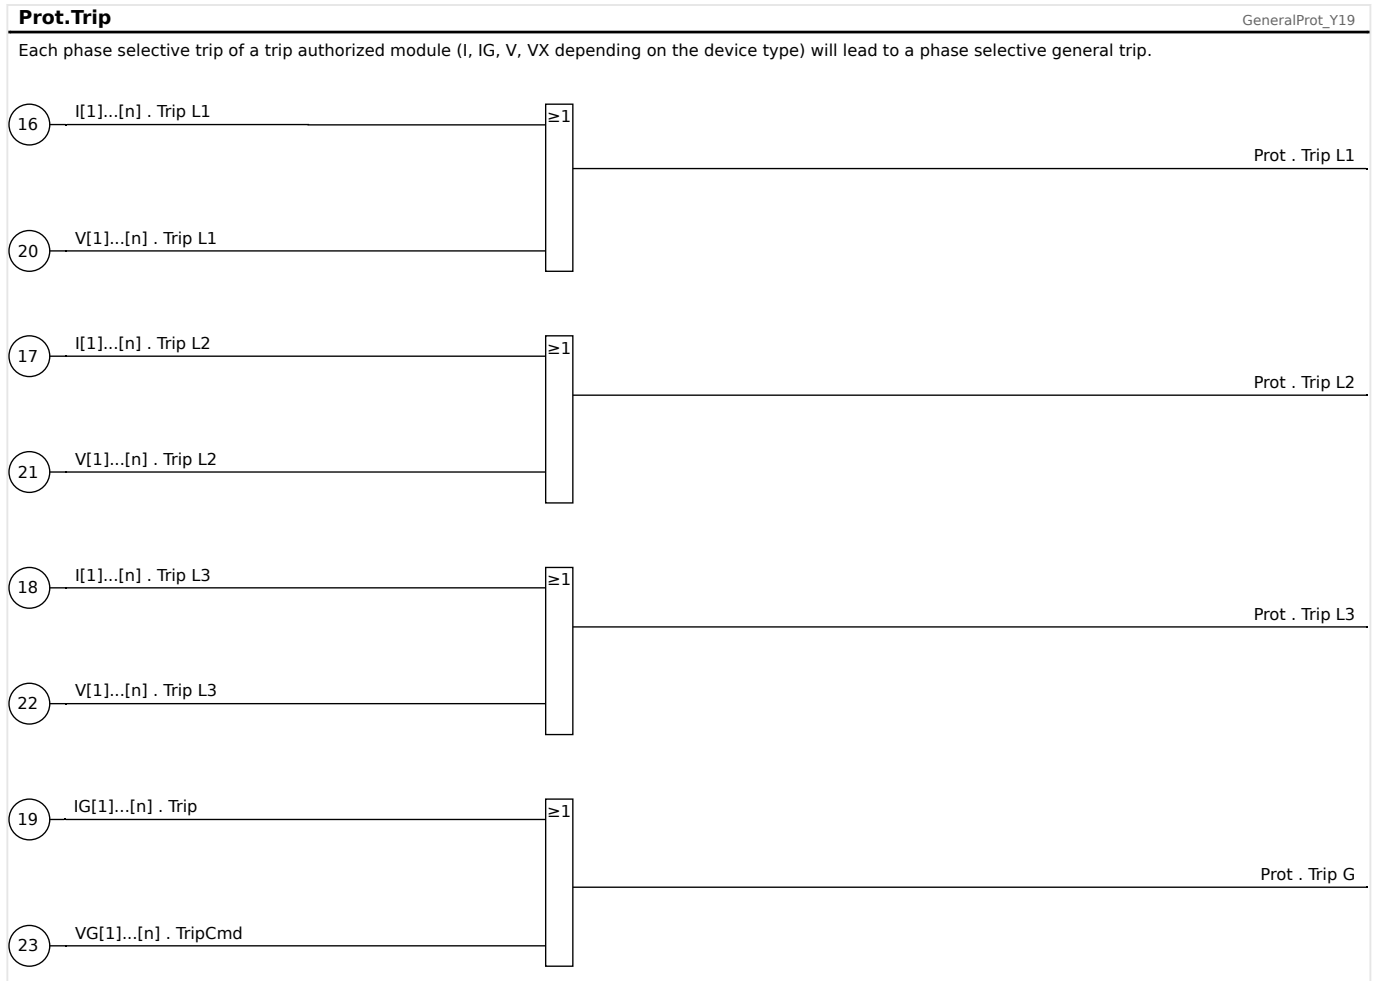 Prot.Trip
GeneralProt_Y19
Each phase selective trip of a trip authorized module (I, IG, V, VX depending on the device type) will lead to a phase selective general trip.
16
I[1]...[n] . Trip L1
≥1
Prot . Trip L1
20
V[1]...[n] . Trip L1
17
I[1]...[n] . Trip L2
≥1
Prot . Trip L2
21
V[1]...[n] . Trip L2
18
I[1]...[n] . Trip L3
≥1
Prot . Trip L3
22
V[1]...[n] . Trip L3
19
IG[1]...[n] . Trip
≥1
Prot . Trip G
23
VG[1]...[n] . TripCmd